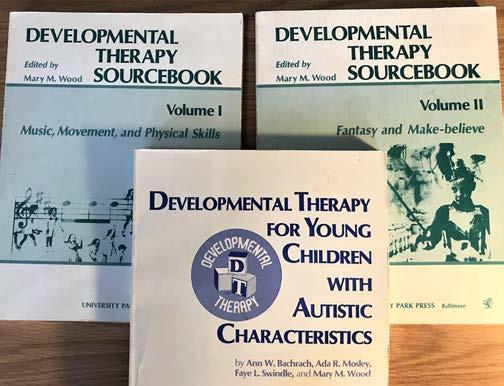 DEVELOPMENTAL
THERAPY
Edited by
Mary M. Wood
SOURCEBOOK
Volume I
Music, Movement, and Physical Skills
UNIVERSITY
DEVELOPMENTAL
THERAPY
Edited by
Mary M. Wood
SOURCEBOOK
Volume II
Fantasy and Make-believe
PARK PRESS Baltimore
DEVELOPMENTAL THERAPY
FOR YOUNG
CHILDREN
WITH
AUTISTIC
CHARACTERISTICS
DEVELOPMENTAL
D T
THERAPY
by Ann W. Bachrach, Ada R. Mosley,
Faye L. Swindle, and Mary M. Wood